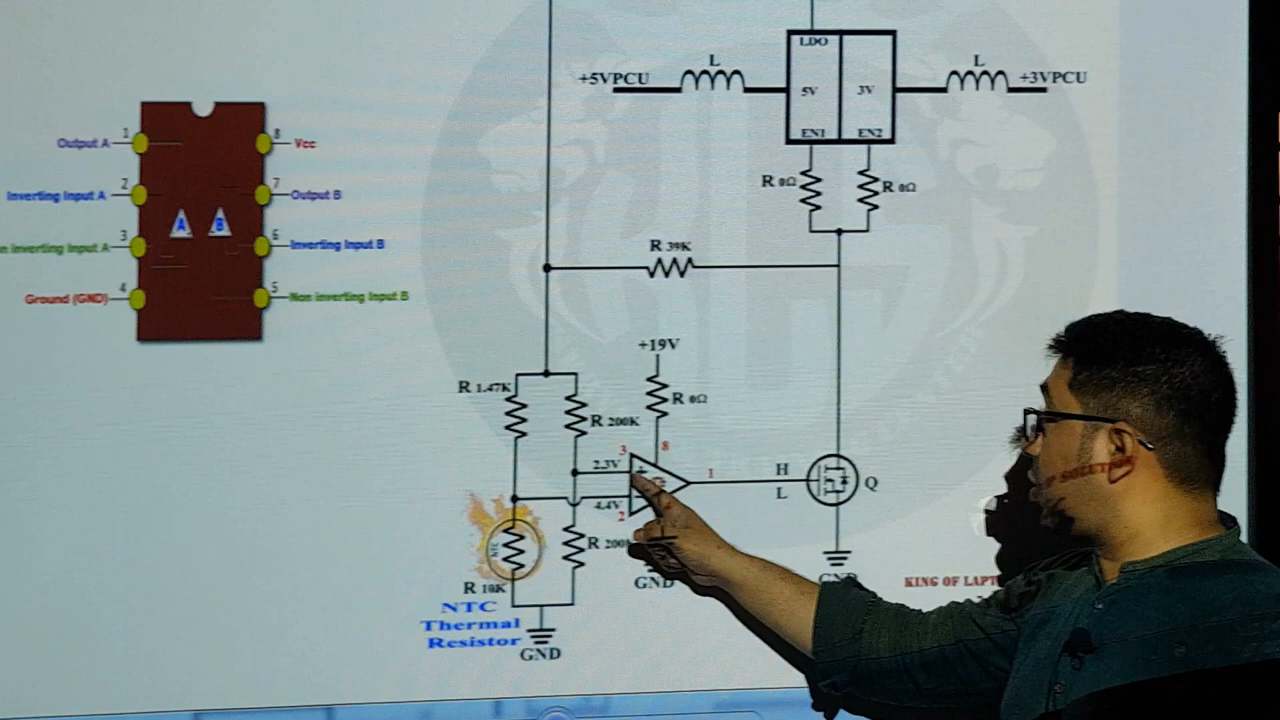 Output A
1
Inverting Input A
2
n inverting Input A
3
Ground (GND)
4
A
B
8
Vcc
7
Output B
6
Inverting Input B
5
Non inverting Input B
LDO
5V
3V
EN1
EN2
+5VPCU
L
L
+3VPCU
R 0Ω
R 0Ω
R 39K
+19V
R 0Ω
R 1.47K
R 200K
3
8
2.3V
+
1
H
L
Q
4.4V
2
R 200
R 10K
NTC
Thermal
Resistor
GND
GND
GND
KING OF LAPT